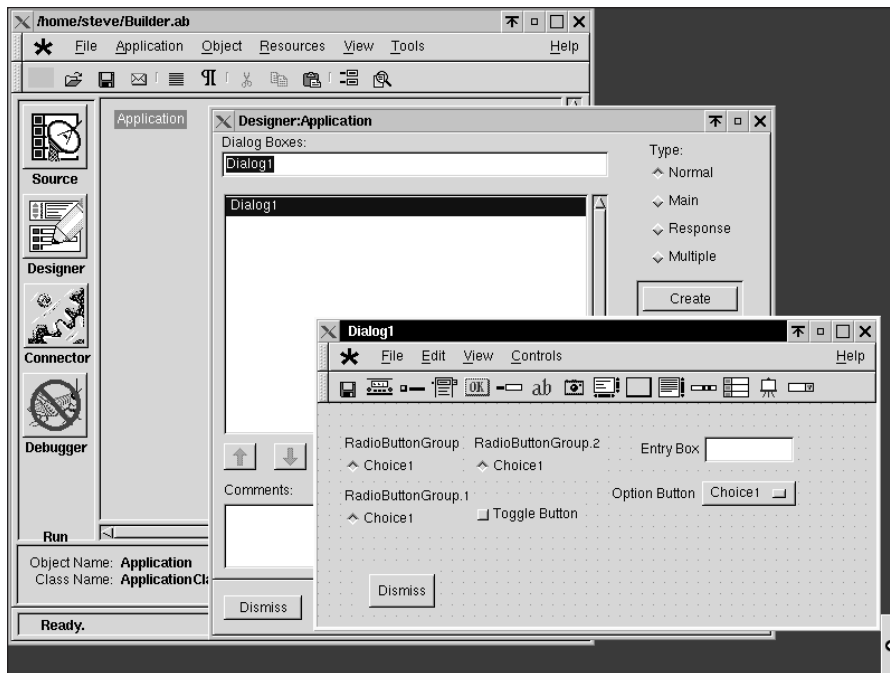 /home/steve/Builder.ab
File Application Object Resources View Tools Help
Application
Source
Designer
Connector
Debugger
Run
Object Name: Application
Class Name: ApplicationCla
Ready.
Designer:Application
Dialog Boxes:
Dialog1
Dialog1
Type:
Normal
Main
Response
Multiple
Create
Comments:
Dismiss
Dialog1
File Edit View Controls Help
OK ab
RadioButtonGroup RadioButtonGroup.2 Entry Box
Choice1 Choice1
RadioButtonGroup.1 Option Button Choice1
Choice1 Toggle Button
Dismiss